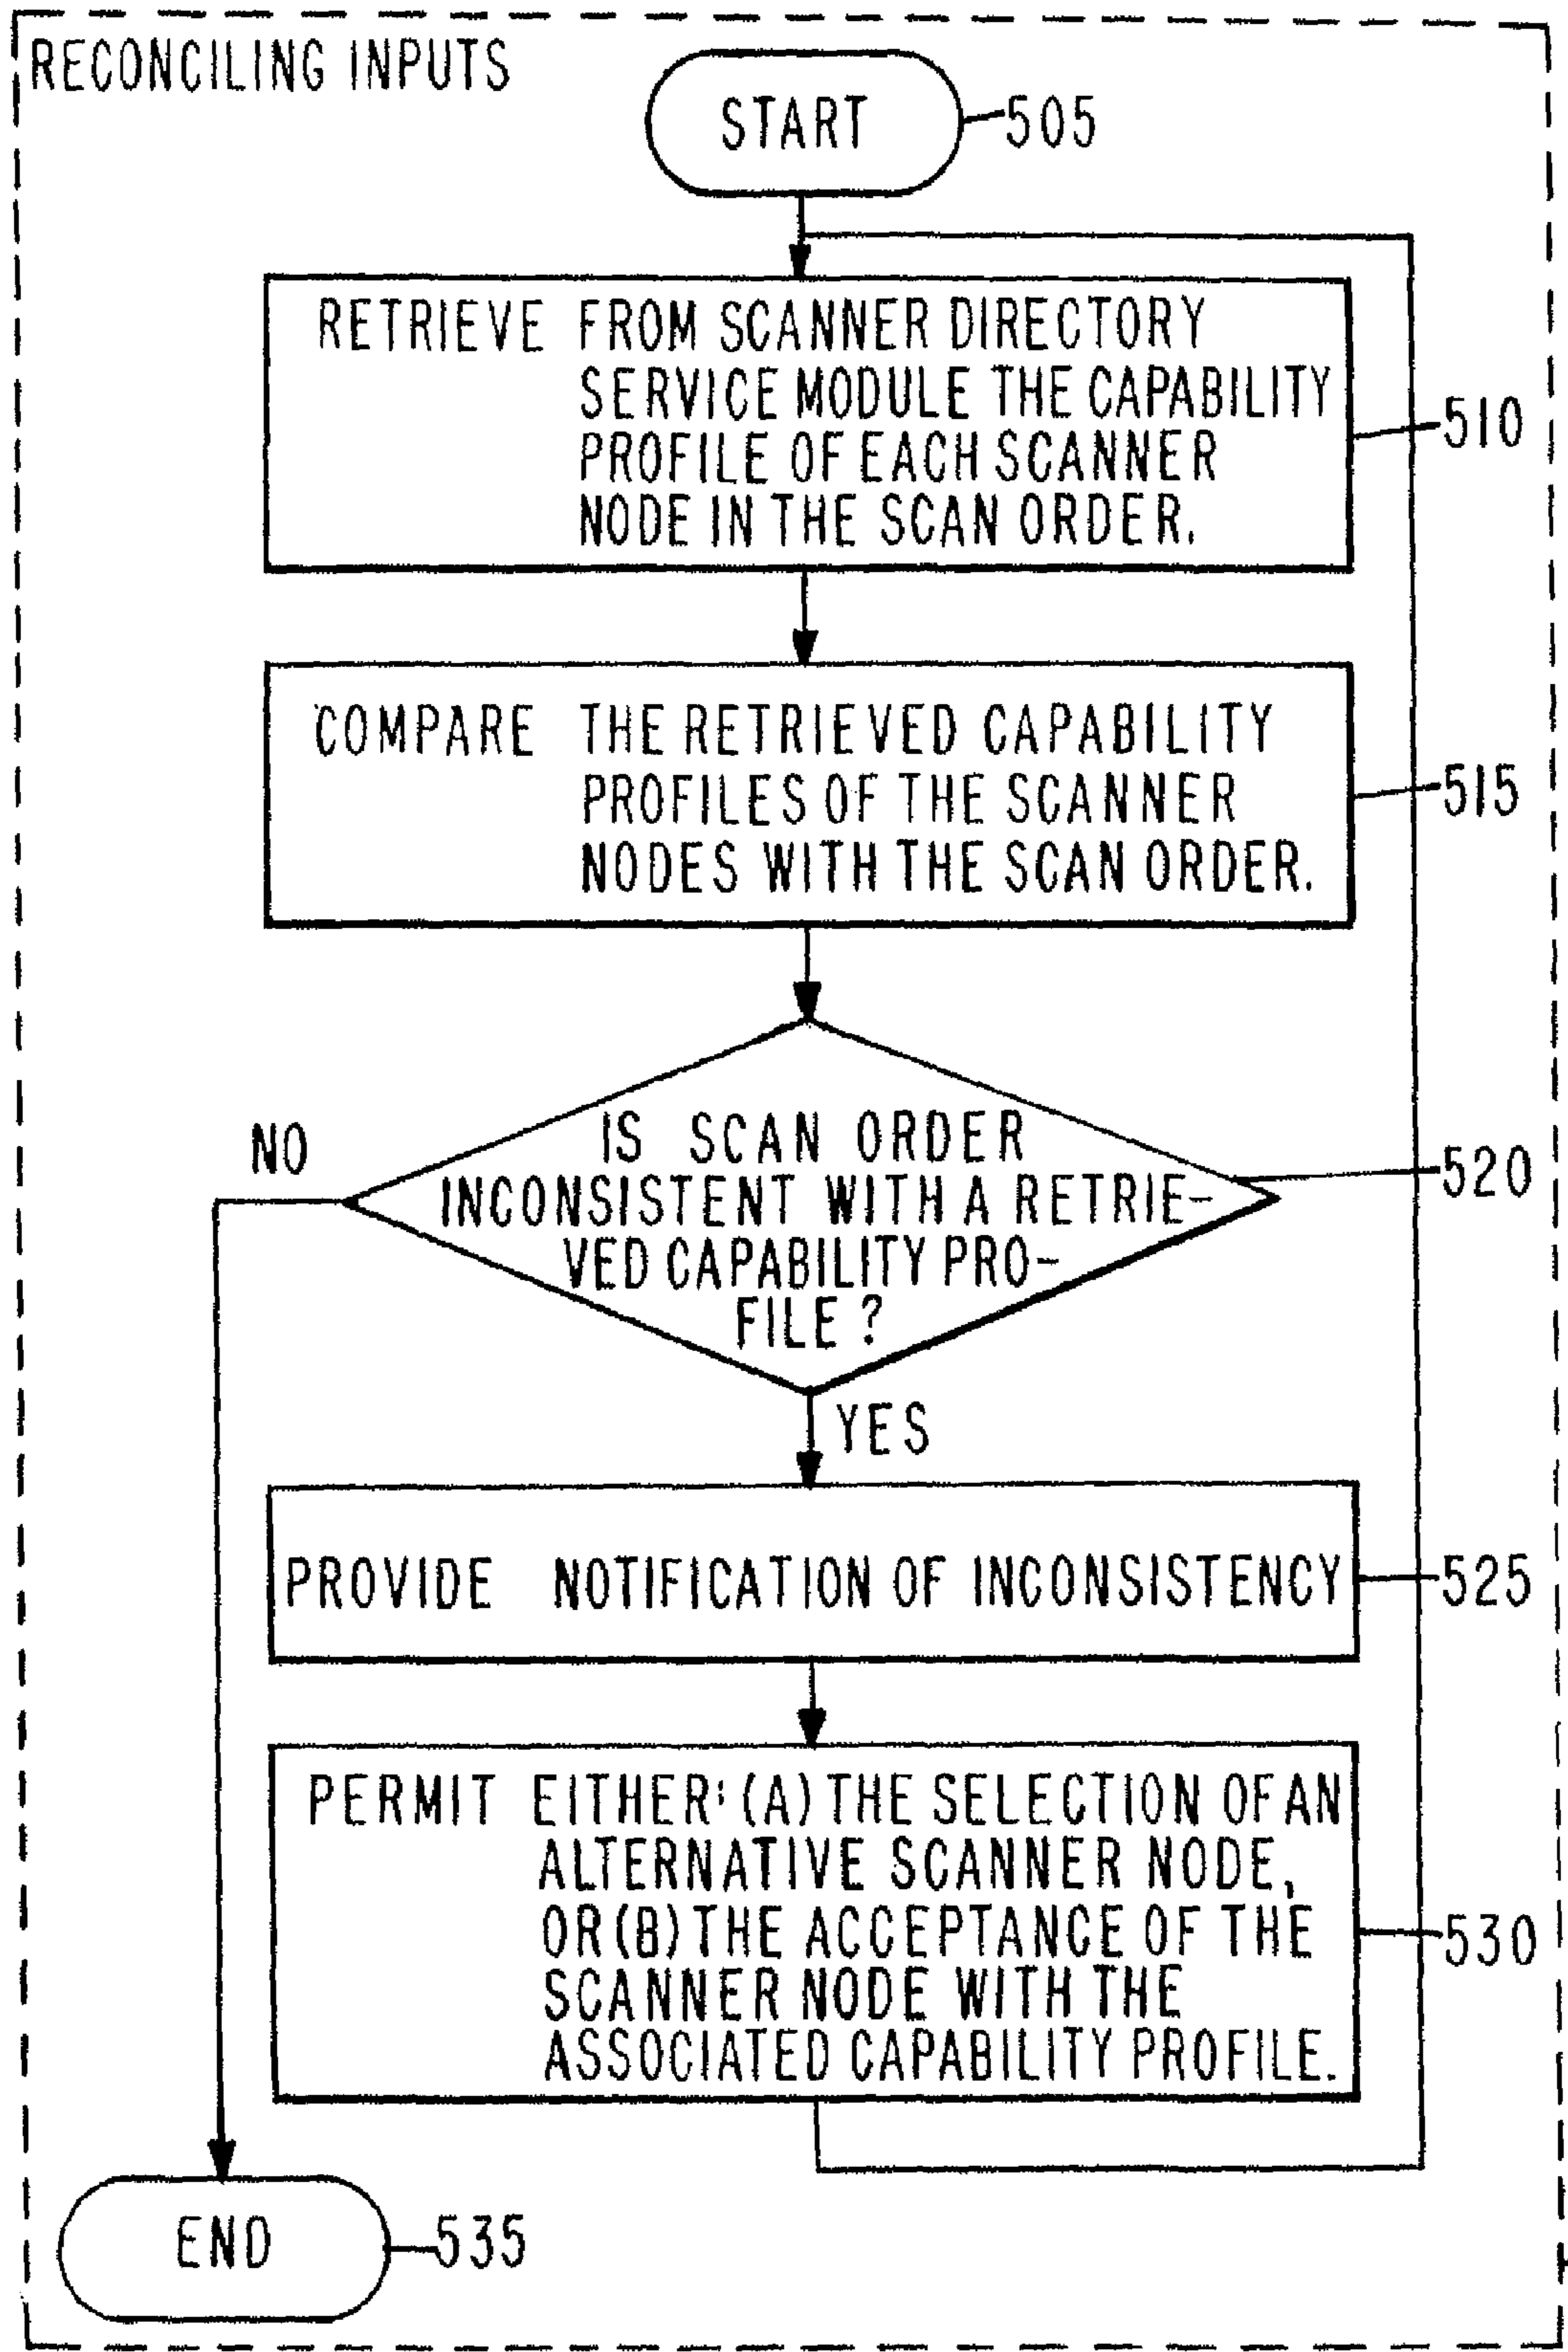 RECONCILING INPUTS
START
505
RETRIEVE FROM SCANNER DIRECTORY
SERVICE MODULE THE CAPABILITY
PROFILE OF EACH SCANNER
NODE IN THE SCAN ORDER.
510
COMPARE THE RETRIEVED CAPABILITY
PROFILES OF THE SCANNER
NODES WITH THE SCAN ORDER.
515
NO
IS SCAN ORDER
INCONSISTENT WITH A RETRIE-
VED CAPABILITY PRO-
FILE?
520
YES
PROVIDE NOTIFICATION OF INCONSISTENCY
525
PERMIT EITHER: (A) THE SELECTION OF AN
ALTERNATIVE SCANNER NODE,
OR (B) THE ACCEPTANCE OF THE
SCANNER NODE WITH THE
ASSOCIATED CAPABILITY PROFILE.
530
END
535